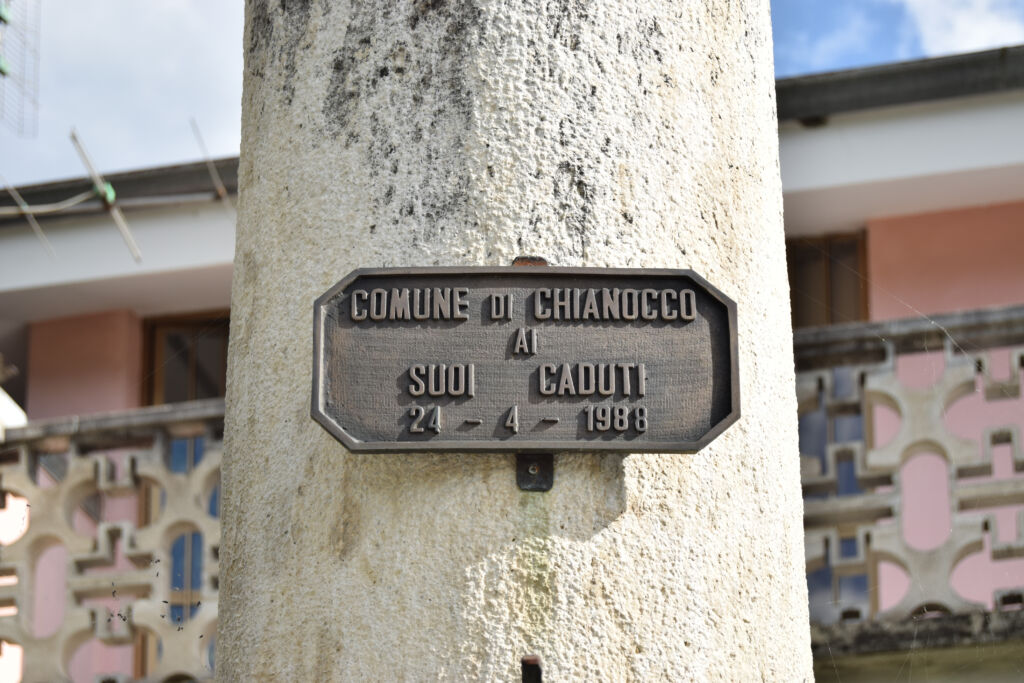 COMUNE DI CHIANOCCO
AI
SUOI CADUTI
24 - 4 - 1988